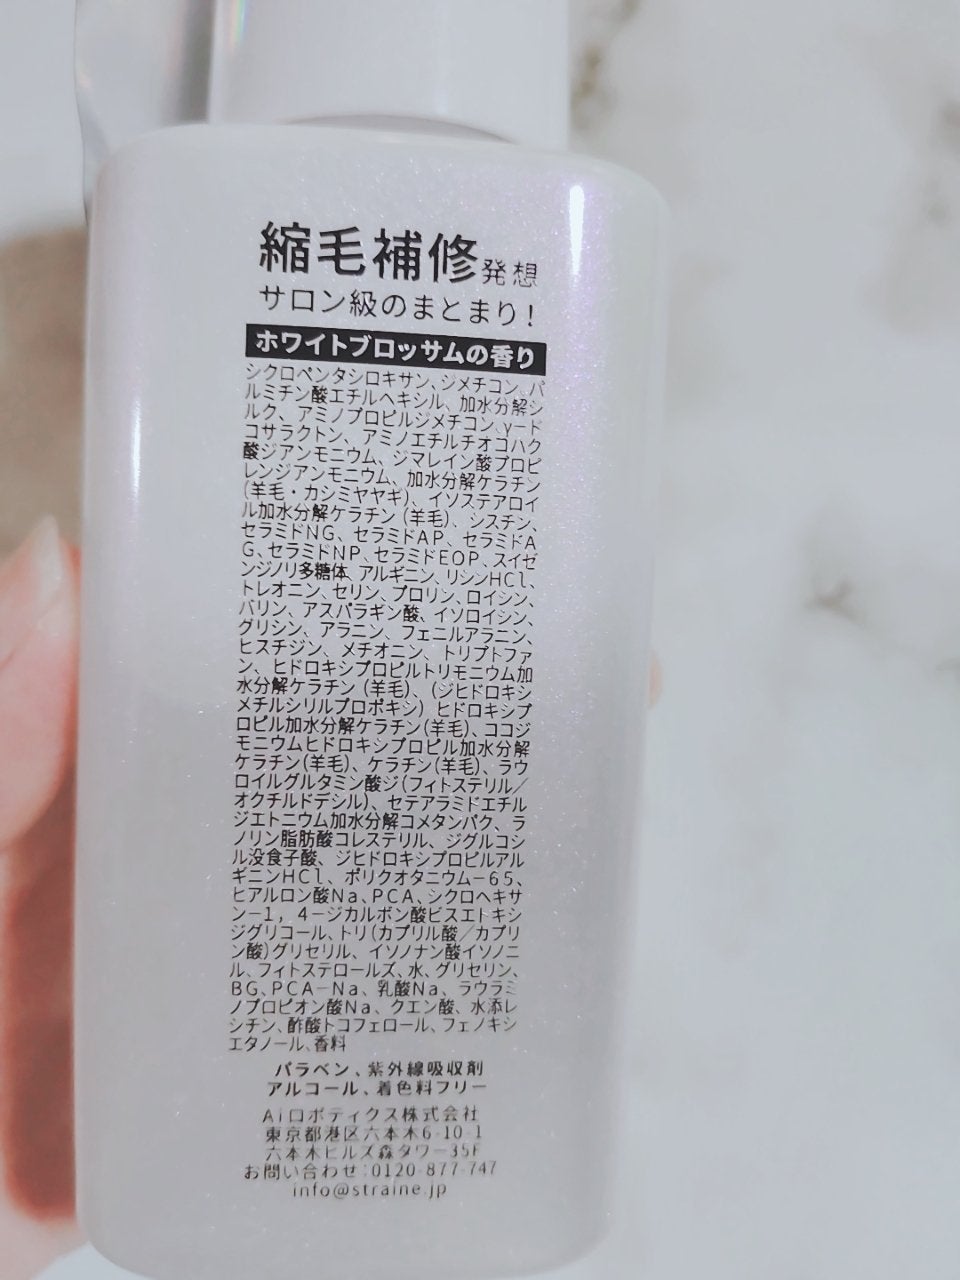 縮毛補修発想
サロン級のまとまり!
ホワイトブロッサムの香り
シクロペンタシロキサン、ジメチコン、パ
ルミチン酸エチルヘキシル、加水分解シ
ルク、アミノプロピルジメチコン、γード
コサラクトン、アミノエチルチオコハク
酸ジアンモニウム、ジマレイン酸プロピ
レンジアンモニウム、加水分解ケラチン
(羊毛・カシミヤヤギ)、イソステアロイ
ル加水分解ケラチン(羊毛)、シスチン、
セラミドNG、セラミドAP、セラミドA
G、セラミドNP、セラミドEOP、スイゼ
ンジノリ多糖体、アルギニン、リシンHCl、
トレオニン、セリン、プロリン、ロイシン、
バリン、アスパラギン酸、イソロイシン、
グリシン、アラニン、フェニルアラニン、
ヒスチジン、メチオニン、トリプトファ
ン、ヒドロキシプロピルトリモニウム加
水分解ケラチン(羊毛)、(ジヒドロキシ
メチルシリルプロポキシ)ヒドロキシプ
ロピル加水分解ケラチン(羊毛)、ココジ
モニウムヒドロキシプロピル加水分解
ケラチン(羊毛)、ケラチン(羊毛)、ラウ
ロイルグルタミン酸ジ(フィトステリル/
オクチルドデシル)、セテアラミドエチル
ジエトニウム加水分解コメタンパク、ラ
ノリン脂肪酸コレステリル、ジグルコシ
ル没食子酸、ジヒドロキシプロピルアル
ギニンHCl、ポリクオタニウムー65、
ヒアルロン酸Na、PCA、シクロヘキサ
ンー1,4ージカルボン酸ビスエトキシ
ジグリコール、トリ(カプリル酸/カプリ
ン酸)グリセリル、イソノナン酸イソノニ
ル、フィトステロールズ、水、グリセリン、
BG、PCAーNa、乳酸Na、ラウラミ
ノプロピオン酸Na、クエン酸、水添レ
シチン、酢酸トコフェロール、フェノキシ
エタノール、香料
パラベン、紫外線吸収剤
アルコール、着色料フリー
Aiロボティクス株式会社
東京都港区六本木6-10-1
六本木ヒルズ森タワー35F
お問い合わせ:0120-877-747
info@straine.jp